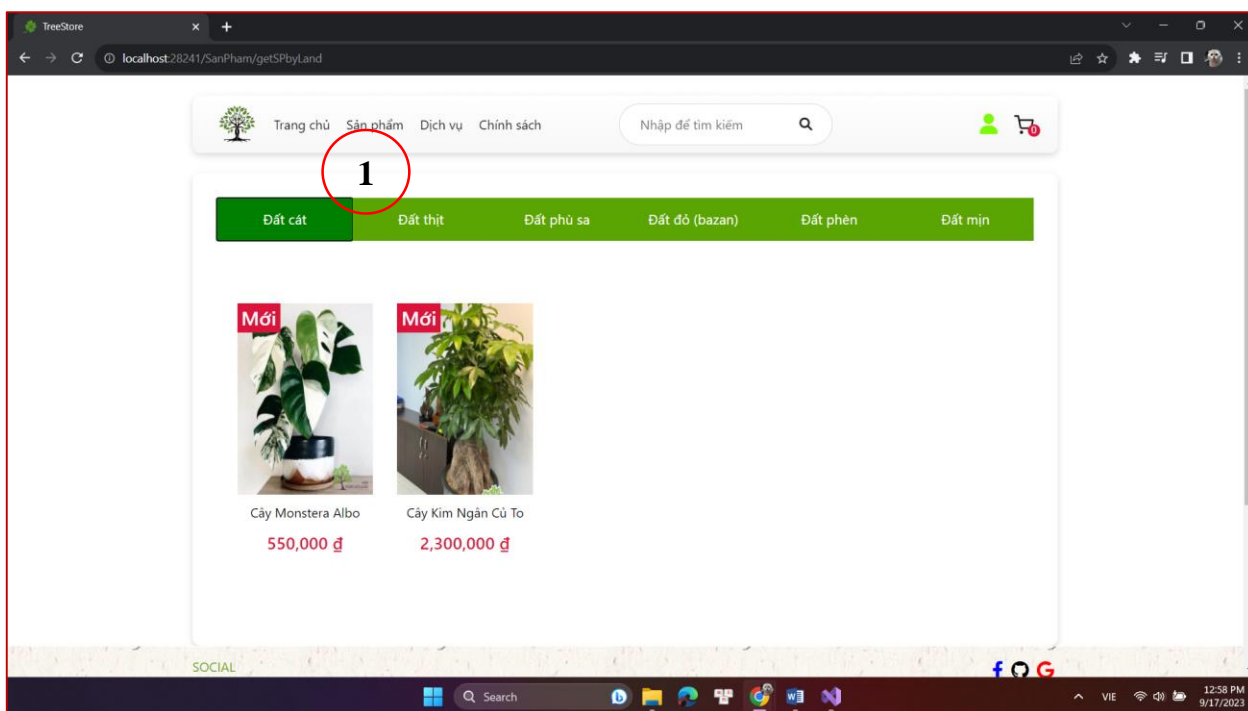 TreeStore
localhost:28241/SanPham/getSPbyLand
Trang chủ Sản phẩm Dịch vụ Chính sách Nhập để tìm kiếm 0
1
Đất cát Đất thịt Đất phù sa Đất đỏ (bazan) Đất phèn Đất mịn
Mới Mới
Cây Monstera Albo Cây Kim Ngân Củ To
550,000 ₫ 2,300,000 ₫
SOCIAL
Search VIE 12:58 PM
9/17/2023